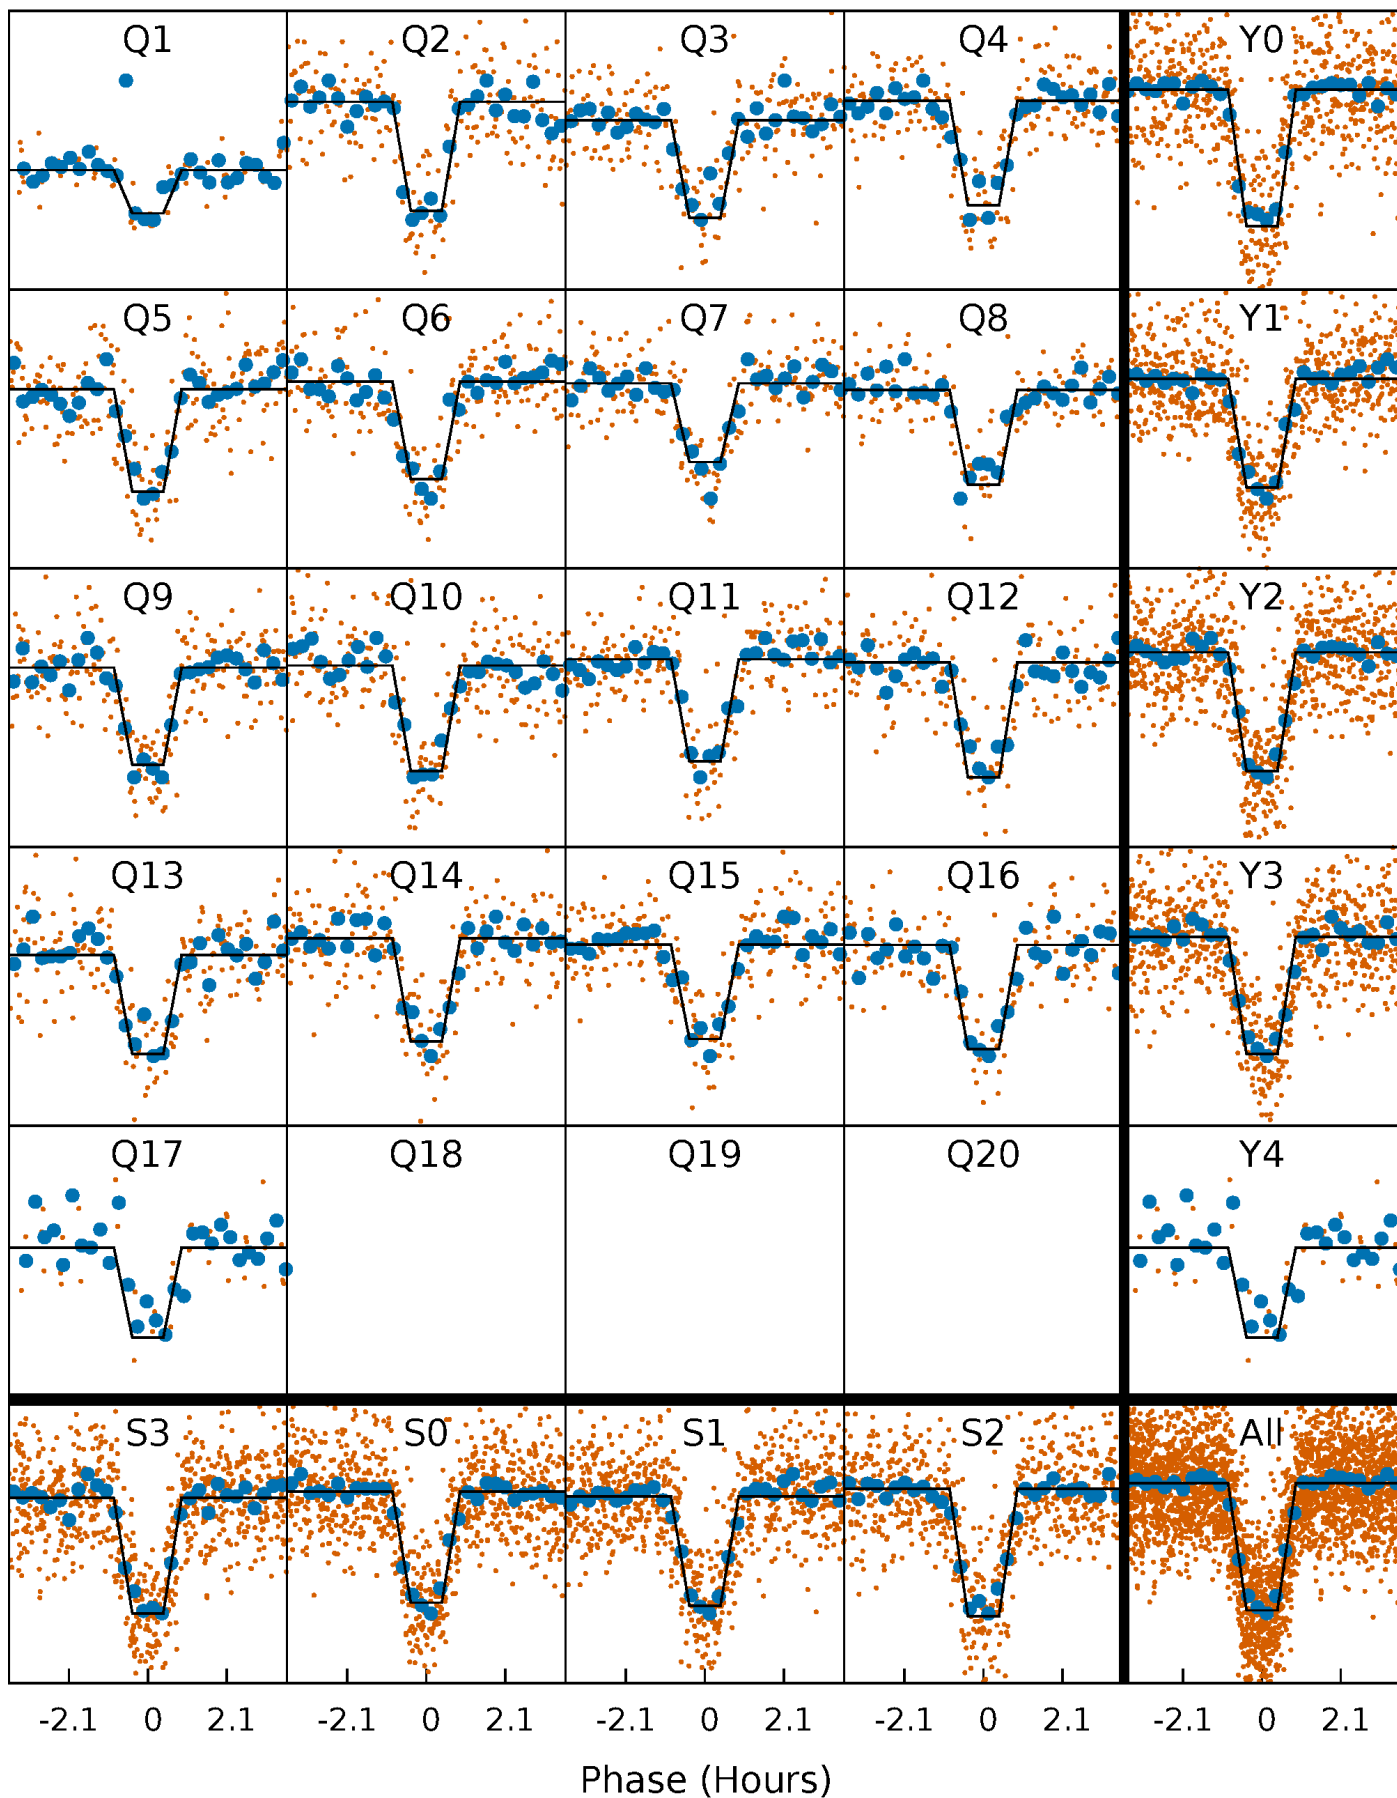 Q1 Q2 Q3 Q4 Y0
Q5 Q6 Q7 Q8 Y1
Q9 Q10 Q11 Q12 Y2
Q13 Q14 Q15 Q16 Y3
Q17 Q18 Q19 Q20 Y4
S3 S0 S1 S2 All
-2.1 0 2.1 -2.1 0 2.1 -2.1 0 2.1 -2.1 0 2.1 -2.1 0 2.1
Phase (Hours)